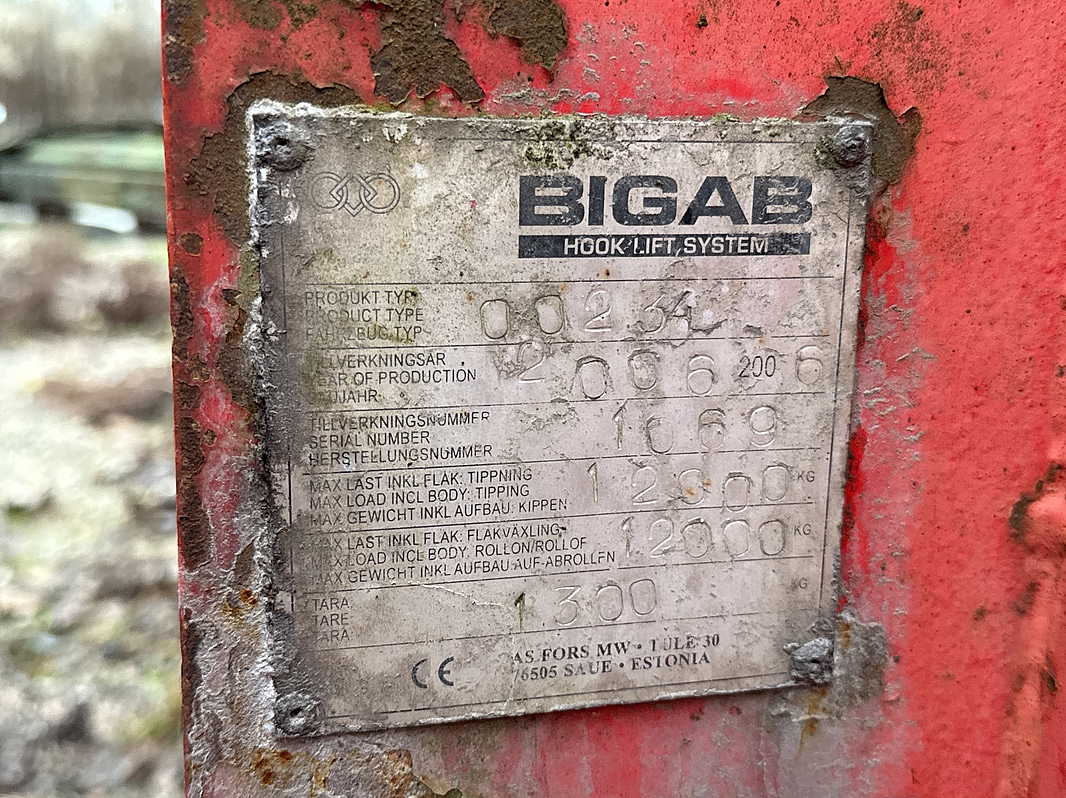 BIGAB
HOOK LIFT SYSTEM
PRODUKT TYP
PRODUCT TYPE
FAHRZEUG TYP
00234
TILLVERKNINGSÅR
YEAR OF PRODUCTION
BAUJAHR
2006 2006
TILLVERKNINGSNUMMER
SERIAL NUMBER
HERSTELLUNGSNUMMER
1069
MAX LAST INKL FLAK: TIPPNING
MAX LOAD INCL BODY: TIPPING
MAX GEWICHT INKL AUFBAU: KIPPEN
12000 KG
MAX LAST INKL FLAK: FLAKVÄXLING
MAX LOAD INCL BODY: ROLLON/ROLLOF
MAX GEWICHT INKL AUFBAU: AUF-ABROLLEN
12000 KG
TARA
TARE
TARA
1300 KG
CE
AS FORS MW • TULE 30
76505 SAUE • ESTONIA